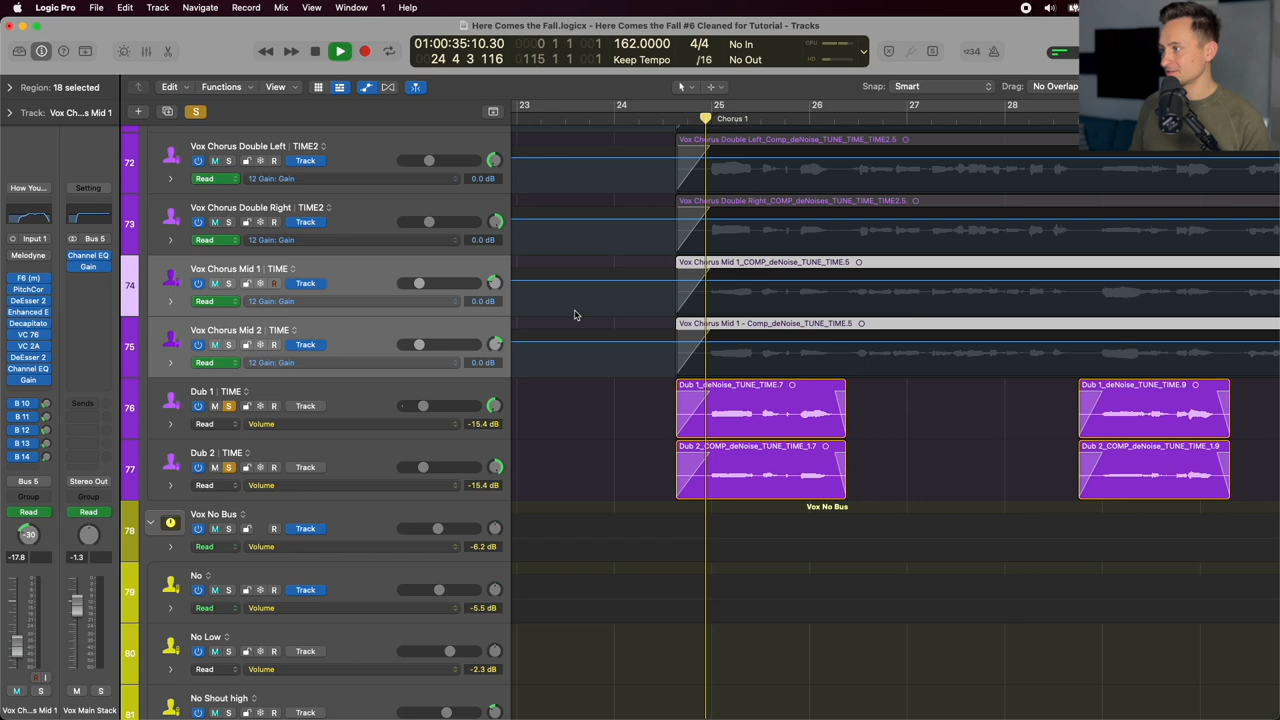 Logic Pro File Edit Track Navigate Record Mix View Window 1 Help
Here Comes the Fall.logicx - Here Comes the Fall #6 Cleaned for Tutorial - Tracks
01:00:35:10.30 0 1 1 1 162.0000 4/4 No In CPU
24 4 3 116 0115 1 1 1 Keep Tempo /16 No Out HD
1234
Region: 18 selected
Edit Functions View Snap: Smart Drag: No Overlap
Track: Vox Ch...s Mid 1
S
23 24 25 26 27 28
Chorus 1
How You... Setting
Input 1 Bus 5
Melodyne Channel EQ
Gain
F6 (m)
PitchCor
DeEsser 2
Enhanced E
Decapitato
VC 76
VC 2A
DeEsser 2
Channel EQ
Gain
B 10 Sends
B 11
B 12
B 13
B 14
Bus 5 Stereo Out
Group Group
Read Read
-30
-17.8 -1.3
R I
M S M S
Vox Ch...s Mid 1 Vox Main Stack
72 Vox Chorus Double Left | TIME2
M S R Track
Read 12 Gain: Gain 0.0 dB
Vox Chorus Double Left_Comp_deNoise_TUNE_TIME_TIME2.5
73 Vox Chorus Double Right | TIME2
M S R Track
Read 12 Gain: Gain 0.0 dB
Vox Chorus Double Right_COMP_deNoises_TUNE_TIME_TIME2.5
74 Vox Chorus Mid 1 | TIME
M S R Track
Read 12 Gain: Gain 0.0 dB
Vox Chorus Mid 1_COMP_deNoise_TUNE_TIME.5
75 Vox Chorus Mid 2 | TIME
M S R Track
Read 12 Gain: Gain 0.0 dB
Vox Chorus Mid 1 - Comp_deNoise_TUNE_TIME.5
76 Dub 1 | TIME
M S R Track
Read Volume -15.4 dB
Dub 1_deNoise_TUNE_TIME.7 Dub 1_deNoise_TUNE_TIME.9
77 Dub 2 | TIME
M S R Track
Read Volume -15.4 dB
Dub 2_COMP_deNoise_TUNE_TIME_1.7 Dub 2_COMP_deNoise_TUNE_TIME_1.9
78 Vox No Bus
M S R Track
Read Volume -6.2 dB
Vox No Bus
79 No
M S R Track
Read Volume -5.5 dB
80 No Low
M S R Track
Read Volume -2.3 dB
81 No Shout high
M S R Track